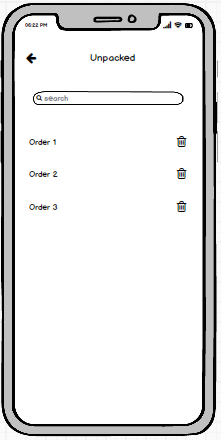 06:22 PM
Unpacked
search
Order 1
Order 2
Order 3